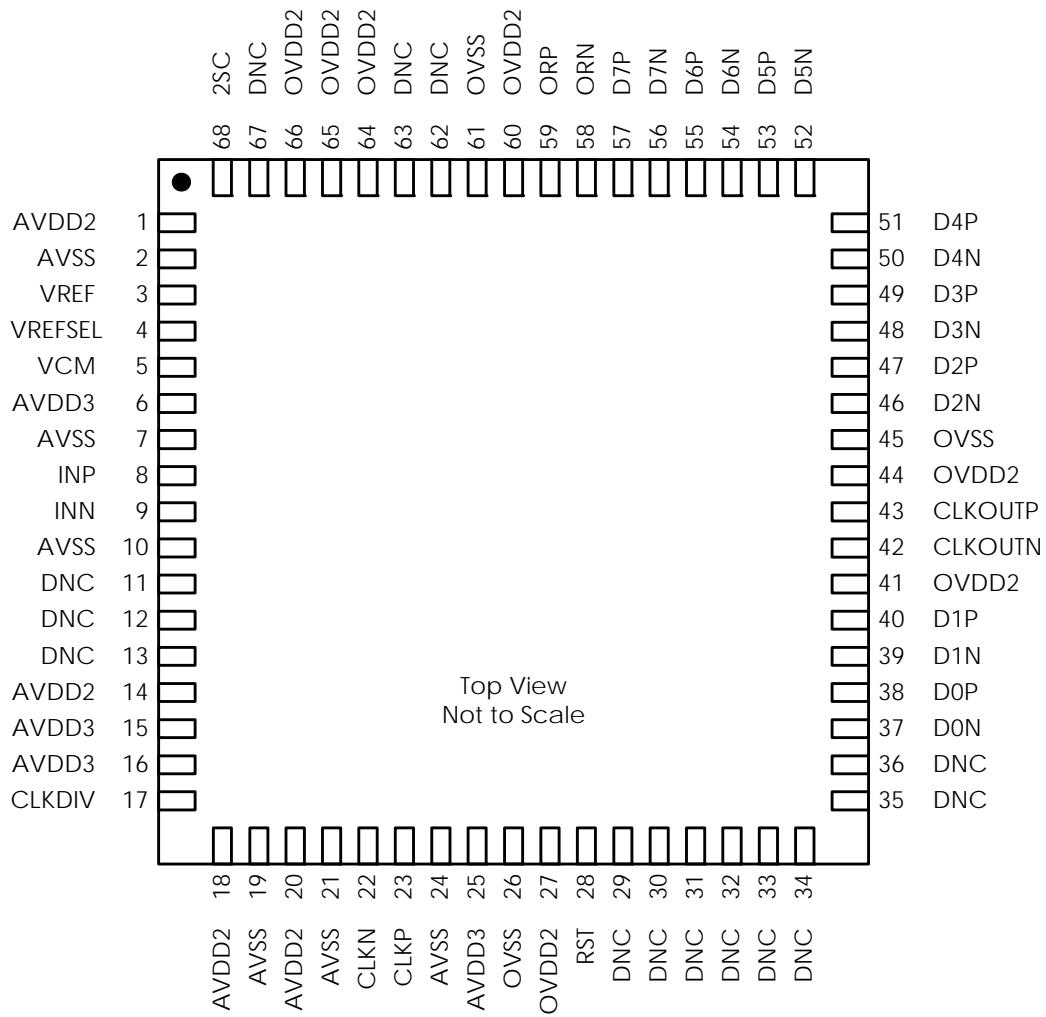 2SC
DNC
OVDD2
OVDD2
OVDD2
DNC
DNC
OVSS
OVDD2
ORP
ORN
D7P
D7N
D6P
D6N
D5P
D5N
68
67
66
65
64
63
62
61
60
59
58
57
56
55
54
53
52
AVDD2 1
AVSS 2
VREF 3
VREFSEL 4
VCM 5
AVDD3 6
AVSS 7
INP 8
INN 9
AVSS 10
DNC 11
DNC 12
DNC 13
AVDD2 14
AVDD3 15
AVDD3 16
CLKDIV 17
51 D4P
50 D4N
49 D3P
48 D3N
47 D2P
46 D2N
45 OVSS
44 OVDD2
43 CLKOUTP
42 CLKOUTN
41 OVDD2
40 D1P
39 D1N
38 D0P
37 D0N
36 DNC
35 DNC
Top View
Not to Scale
18
19
20
21
22
23
24
25
26
27
28
29
30
31
32
33
34
AVDD2
AVSS
AVDD2
AVSS
CLKN
CLKP
AVSS
AVDD3
OVSS
OVDD2
RST
DNC
DNC
DNC
DNC
DNC
DNC